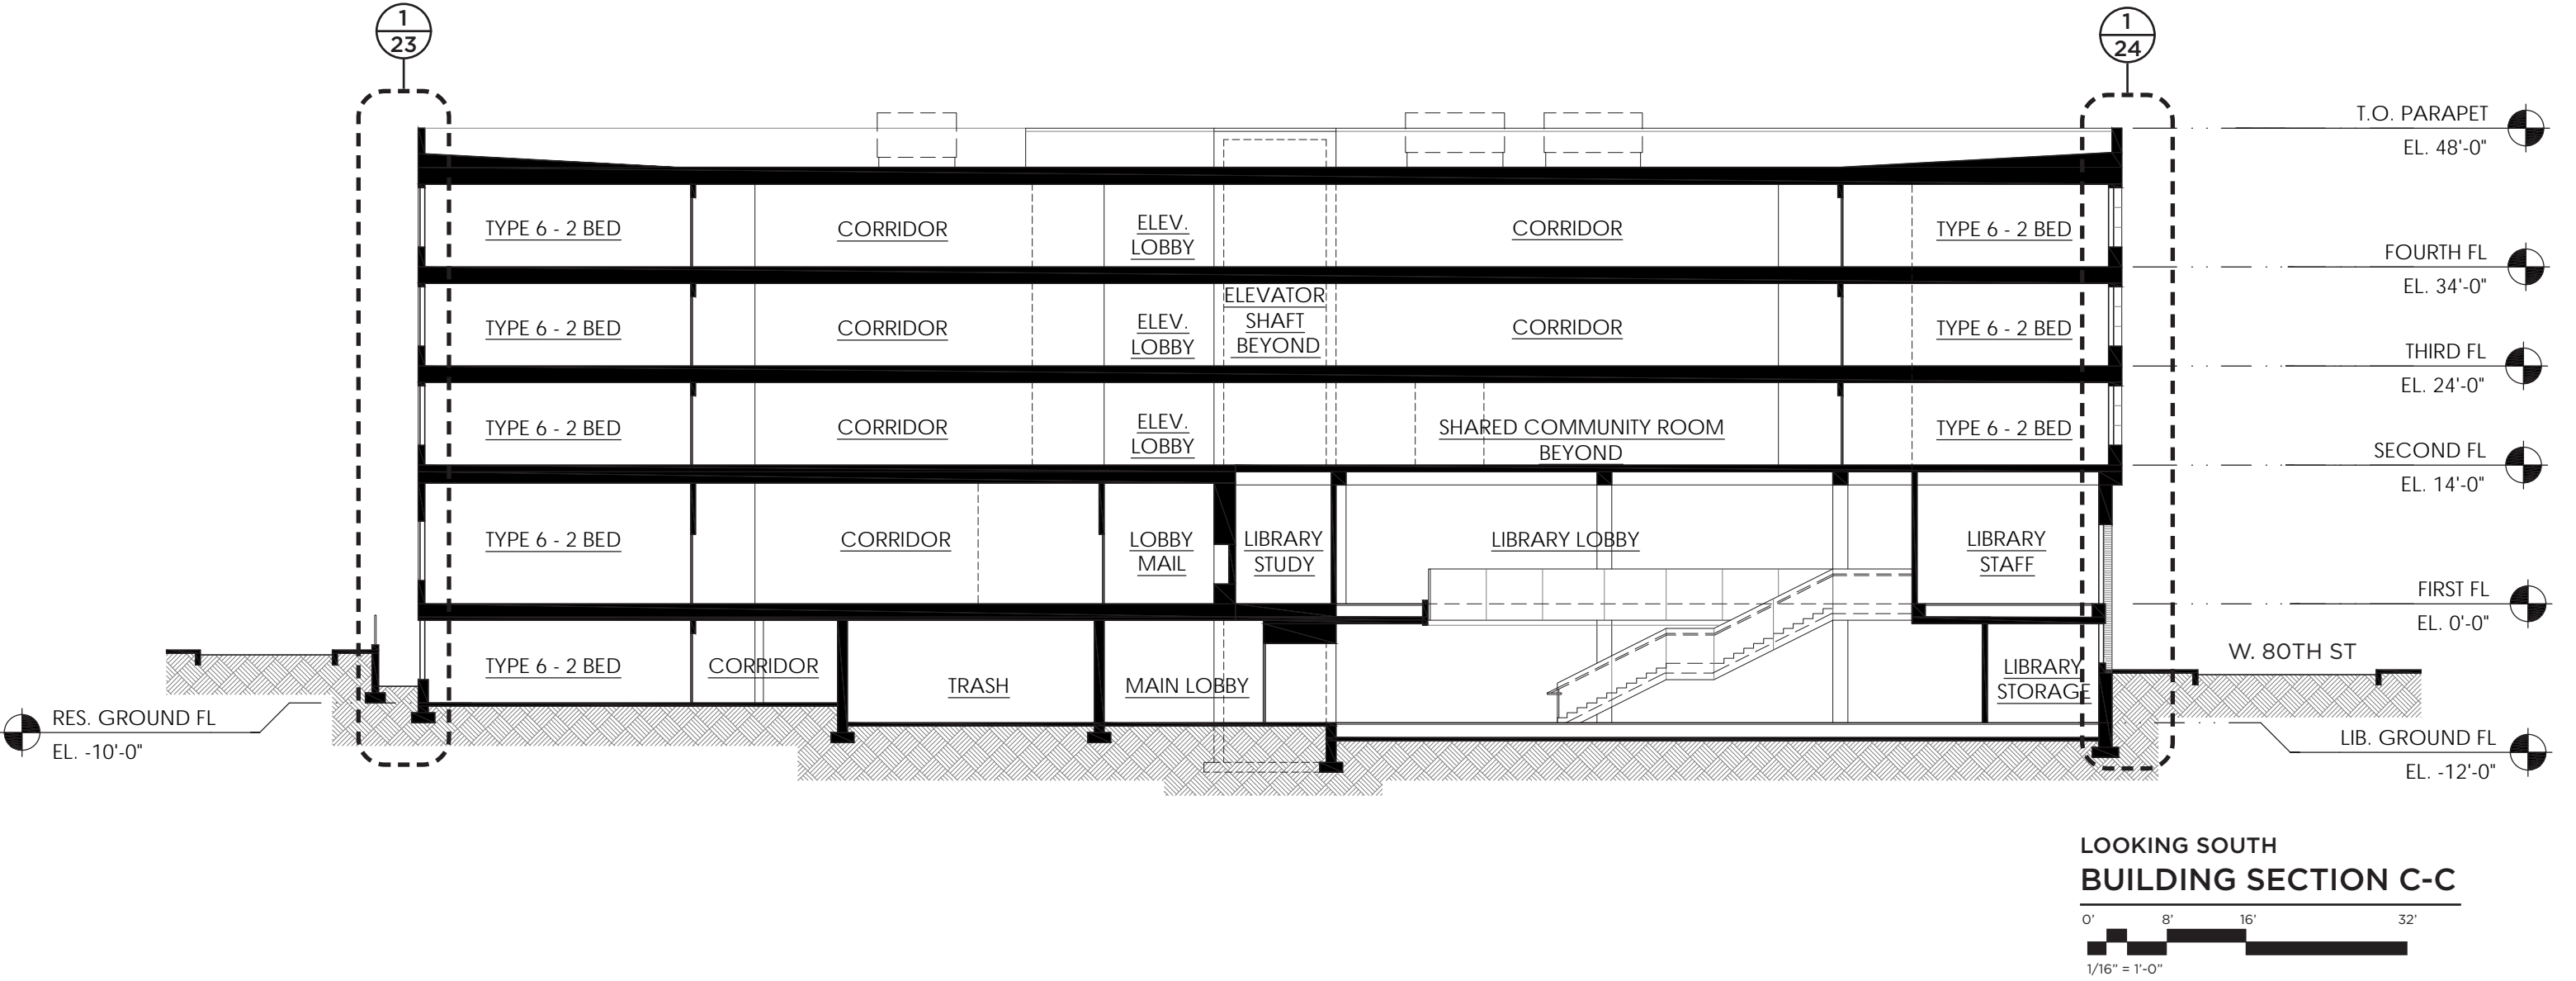 1
23
1
24
T.O. PARAPET
EL. 48'-0"
TYPE 6 - 2 BED
CORRIDOR
ELEV.
LOBBY
CORRIDOR
TYPE 6 - 2 BED
FOURTH FL
EL. 34'-0"
ELEVATOR
SHAFT
BEYOND
TYPE 6 - 2 BED
CORRIDOR
ELEV.
LOBBY
CORRIDOR
TYPE 6 - 2 BED
THIRD FL
EL. 24'-0"
TYPE 6 - 2 BED
CORRIDOR
ELEV.
LOBBY
SHARED COMMUNITY ROOM
BEYOND
TYPE 6 - 2 BED
SECOND FL
EL. 14'-0"
TYPE 6 - 2 BED
CORRIDOR
LOBBY
MAIL
LIBRARY
STUDY
LIBRARY LOBBY
LIBRARY
STAFF
FIRST FL
EL. 0'-0"
W. 80TH ST
TYPE 6 - 2 BED
CORRIDOR
TRASH
MAIN LOBBY
LIBRARY
STORAGE
RES. GROUND FL
EL. -10'-0"
LIB. GROUND FL
EL. -12'-0"
LOOKING SOUTH
BUILDING SECTION C-C
0' 8' 16' 32'
1/16" = 1'-0"